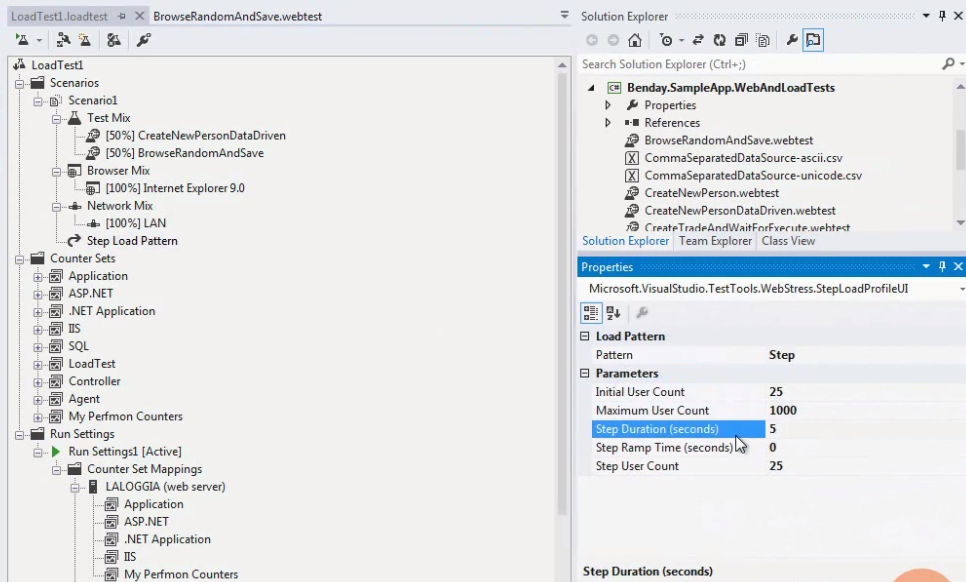 LoadTest1.loadtest
BrowseRandomAndSave.webtest
LoadTest1
Scenarios
Scenario1
Test Mix
[50%] CreateNewPersonDataDriven
[50%] BrowseRandomAndSave
Browser Mix
[100%] Internet Explorer 9.0
Network Mix
[100%] LAN
Step Load Pattern
Counter Sets
Application
ASP.NET
.NET Application
IIS
SQL
LoadTest
Controller
Agent
My Perfmon Counters
Run Settings
Run Settings1 [Active]
Counter Set Mappings
LALOGGIA (web server)
Application
ASP.NET
.NET Application
IIS
My Perfmon Counters
Solution Explorer
Search Solution Explorer (Ctrl+;)
C# Benday.SampleApp.WebAndLoadTests
Properties
References
BrowseRandomAndSave.webtest
CommaSeparatedDataSource-ascii.csv
CommaSeparatedDataSource-unicode.csv
CreateNewPerson.webtest
CreateNewPersonDataDriven.webtest
CreateTradeAndWaitForExecute.webtest
Solution Explorer Team Explorer Class View
Properties
Microsoft.VisualStudio.TestTools.WebStress.StepLoadProfileUI
Load Pattern
Pattern Step
Parameters
Initial User Count 25
Maximum User Count 1000
Step Duration (seconds) 5
Step Ramp Time (seconds) 0
Step User Count 25
Step Duration (seconds)